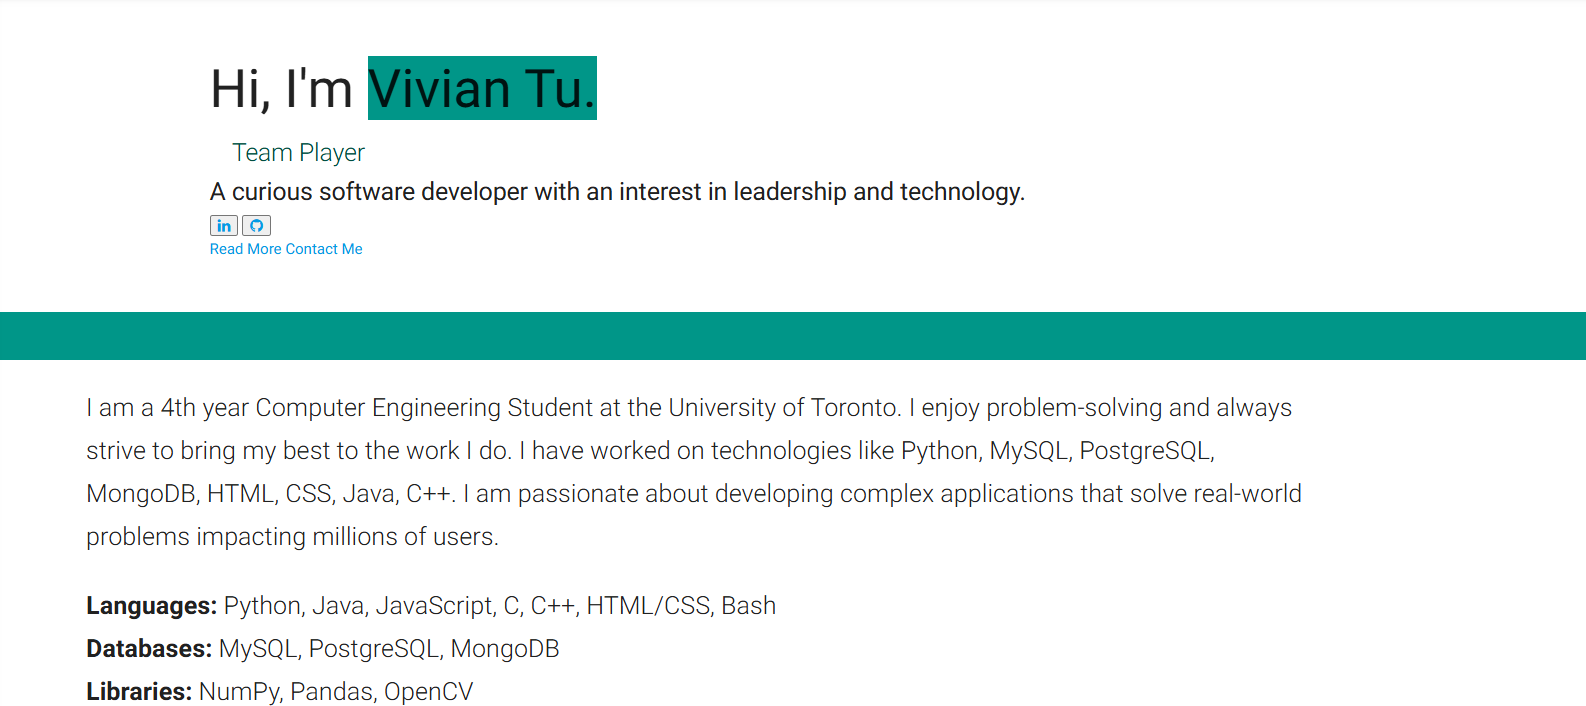 Hi, I'm Vivian Tu.
Team Player
A curious software developer with an interest in leadership and technology.
in
Read More Contact Me
I am a 4th year Computer Engineering Student at the University of Toronto. I enjoy problem-solving and always
strive to bring my best to the work I do. I have worked on technologies like Python, MySQL, PostgreSQL,
MongoDB, HTML, CSS, Java, C++. I am passionate about developing complex applications that solve real-world
problems impacting millions of users.
Languages: Python, Java, JavaScript, C, C++, HTML/CSS, Bash
Databases: MySQL, PostgreSQL, MongoDB
Libraries: NumPy, Pandas, OpenCV